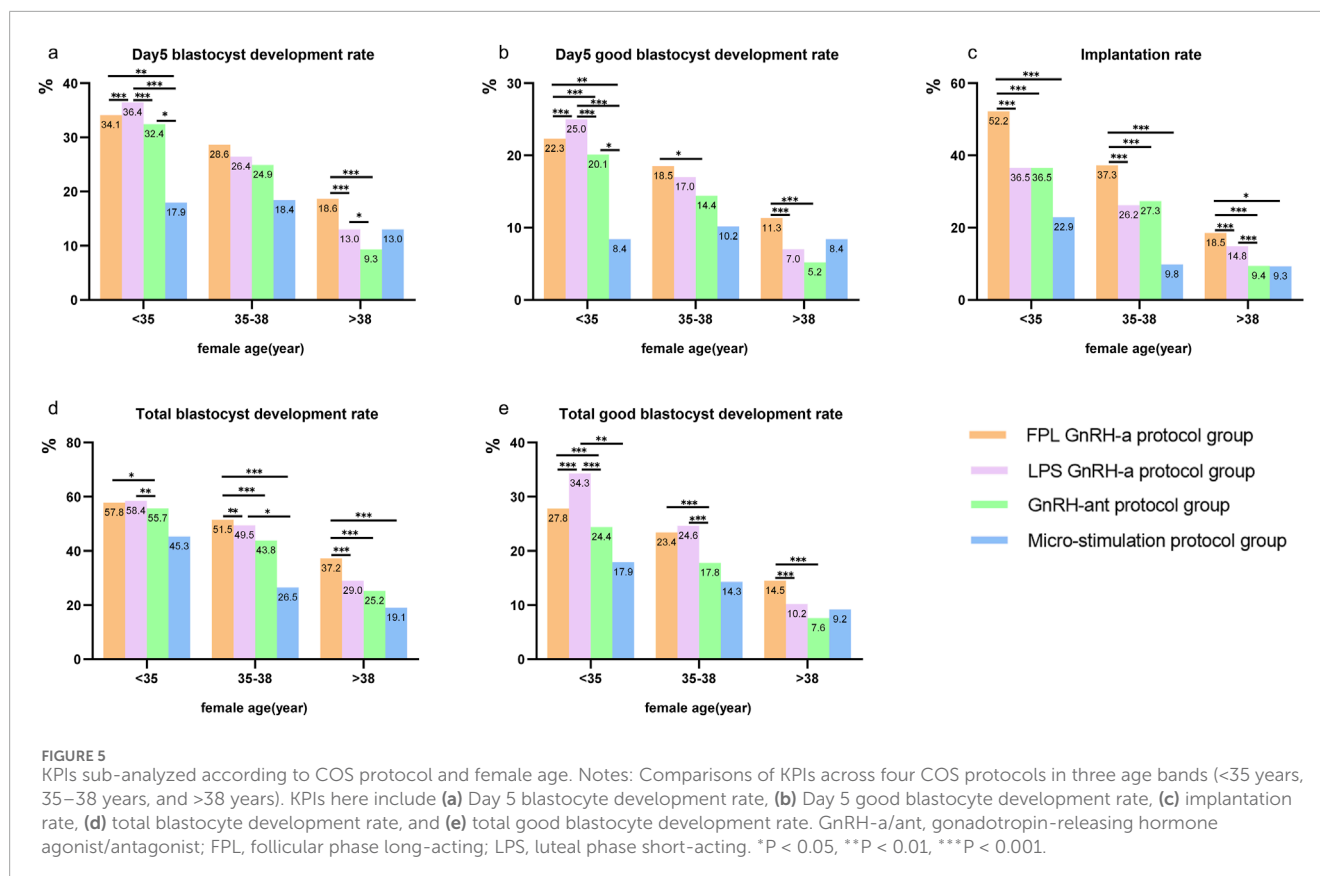 a
Day5 blastocyst development rate
%
40
30
20
10
0
** 
*** ***
*** *
34.1 36.4 32.4 17.9
28.6 26.4 24.9 18.4
***
***
*
18.6 13.0 9.3 13.0
<35 35-38 >38
female age(year)
b
Day5 good blastocyst development rate
%
30
20
10
0
**
***
***
*** ***
*
22.3 25.0 20.1 8.4
*
18.5 17.0 14.4 10.2
***
***
11.3 7.0 5.2 8.4
<35 35-38 >38
female age(year)
c
Implantation rate
%
60
40
20
0
***
***
***
52.2 36.5 36.5 22.9
***
***
***
37.3 26.2 27.3 9.8
*
***
*** ***
18.5 14.8 9.4 9.3
<35 35-38 >38
female age(year)
d
Total blastocyst development rate
%
80
60
40
20
0
*
**
57.8 58.4 55.7 45.3
***
***
** *
51.5 49.5 43.8 26.5
***
***
***
37.2 29.0 25.2 19.1
<35 35-38 >38
female age(year)
e
Total good blastocyst development rate
%
40
30
20
10
0
**
***
*** ***
27.8 34.3 24.4 17.9
***
***
23.4 24.6 17.8 14.3
***
***
14.5 10.2 7.6 9.2
<35 35-38 >38
female age(year)
FPL GnRH-a protocol group
LPS GnRH-a protocol group
GnRH-ant protocol group
Micro-stimulation protocol group
FIGURE 5
KPIs sub-analyzed according to COS protocol and female age. Notes: Comparisons of KPIs across four COS protocols in three age bands (<35 years,
35–38 years, and >38 years). KPIs here include (a) Day 5 blastocyte development rate, (b) Day 5 good blastocyte development rate, (c) implantation
rate, (d) total blastocyte development rate, and (e) total good blastocyte development rate. GnRH-a/ant, gonadotropin-releasing hormone
agonist/antagonist; FPL, follicular phase long-acting; LPS, luteal phase short-acting. *P < 0.05, **P < 0.01, ***P < 0.001.